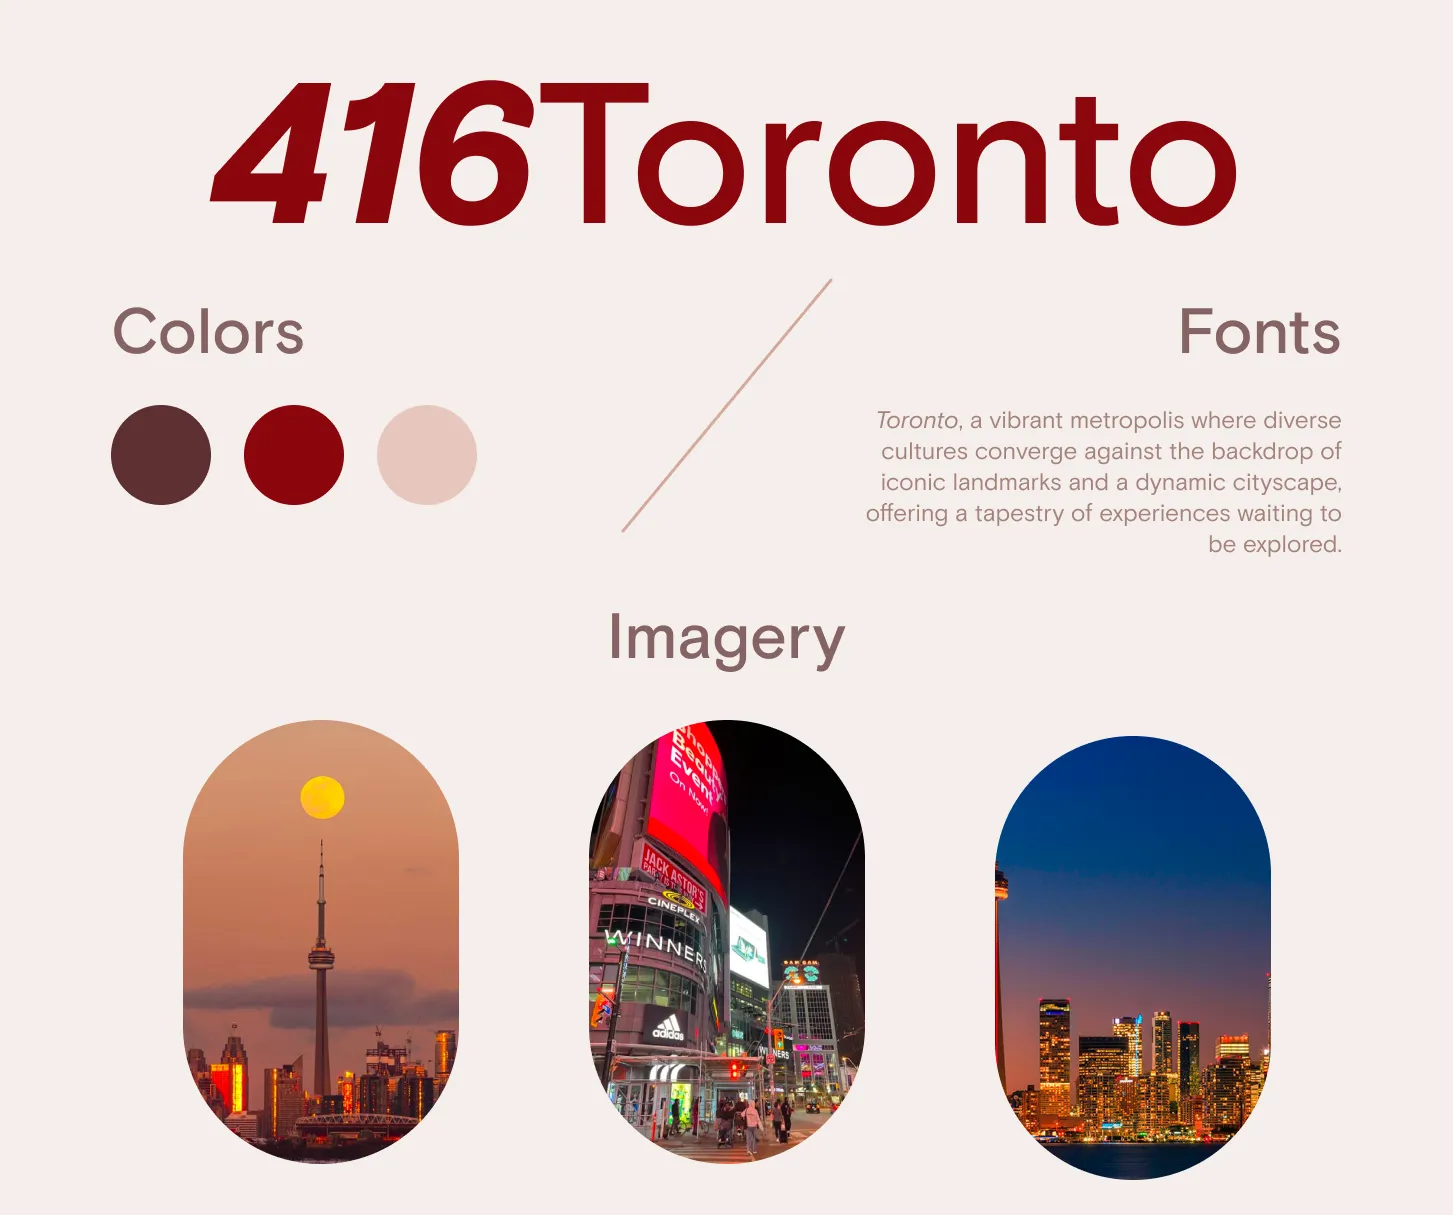 416Toronto
Colors
Fonts
Toronto, a vibrant metropolis where diverse
cultures converge against the backdrop of
iconic landmarks and a dynamic cityscape,
offering a tapestry of experiences waiting to
be explored.
Imagery
Beauty
Event
On Now!
JACK ASTOR'S
CINEPLEX
WINNERS
adidas
WINNERS